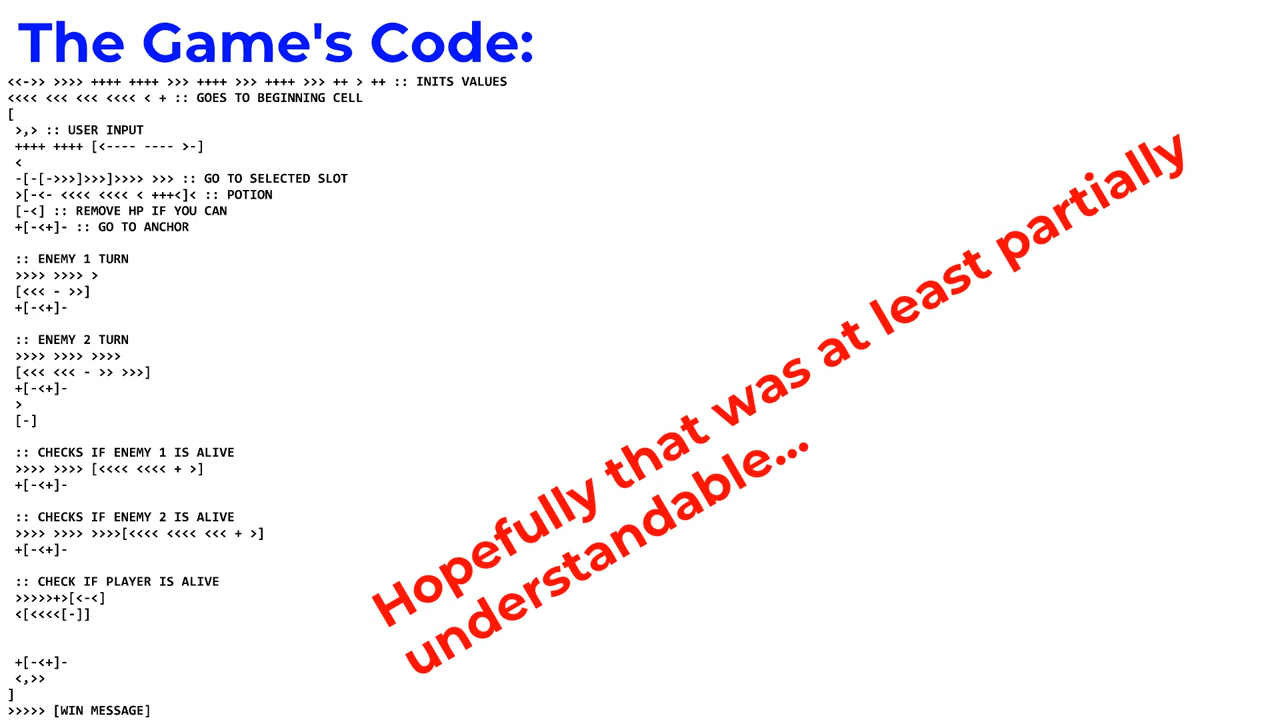 The Game's Code:
<<->> >>>> ++++ ++++ >>> ++++ >>> ++++ >>> ++ > ++ :: INITS VALUES
<<<< <<< <<< <<<< < + :: GOES TO BEGINNING CELL
[
>,> :: USER INPUT
++++ ++++ [<---- ---- >-]
<
-[-[->>>]>>>]>>>> >>> :: GO TO SELECTED SLOT
>[-<- <<<< <<<< < +++<]< :: POTION
[-<] :: REMOVE HP IF YOU CAN
+[-<+]- :: GO TO ANCHOR
:: ENEMY 1 TURN
>>>> >>>> >
[<<< - >>]
+[-<+]-
:: ENEMY 2 TURN
>>>> >>>> >>>>
[<<< <<< - >> >>>]
+[-<+]-
>
[-]
:: CHECKS IF ENEMY 1 IS ALIVE
>>>> >>>> [<<<< <<<< + >]
+[-<+]-
:: CHECKS IF ENEMY 2 IS ALIVE
>>>> >>>> >>>>[<<<< <<<< <<< + >]
+[-<+]-
:: CHECK IF PLAYER IS ALIVE
>>>>>+>[<-<]
<[<<<<[-]]
+[-<+]-
<,>>
]
>>>>> [WIN MESSAGE]
Hopefully that was at least partially
understandable...